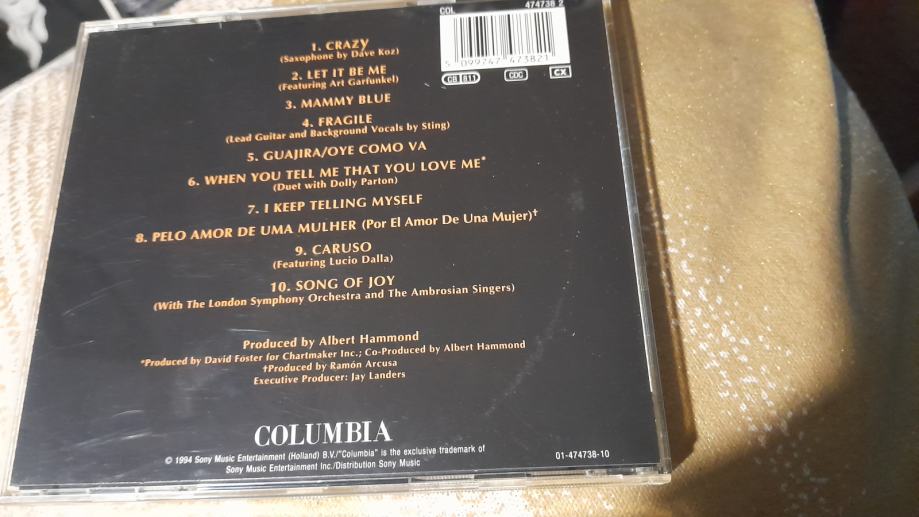 COL 474738 2
5 099747 473821
CB 811 CDC CX
1. CRAZY
(Saxophone by Dave Koz)
2. LET IT BE ME
(Featuring Art Garfunkel)
3. MAMMY BLUE
4. FRAGILE
(Lead Guitar and Background Vocals by Sting)
5. GUAJIRA/OYE COMO VA
6. WHEN YOU TELL ME THAT YOU LOVE ME*
(Duet with Dolly Parton)
7. I KEEP TELLING MYSELF
8. PELO AMOR DE UMA MULHER (Por El Amor De Una Mujer)†
9. CARUSO
(Featuring Lucio Dalla)
10. SONG OF JOY
(With The London Symphony Orchestra and The Ambrosian Singers)
Produced by Albert Hammond
*Produced by David Foster for Chartmaker Inc.; Co-Produced by Albert Hammond
†Produced by Ramón Arcusa
Executive Producer: Jay Landers
COLUMBIA
© 1994 Sony Music Entertainment (Holland) B.V./"Columbia" is the exclusive trademark of
Sony Music Entertainment Inc./Distribution Sony Music
01-474738-10